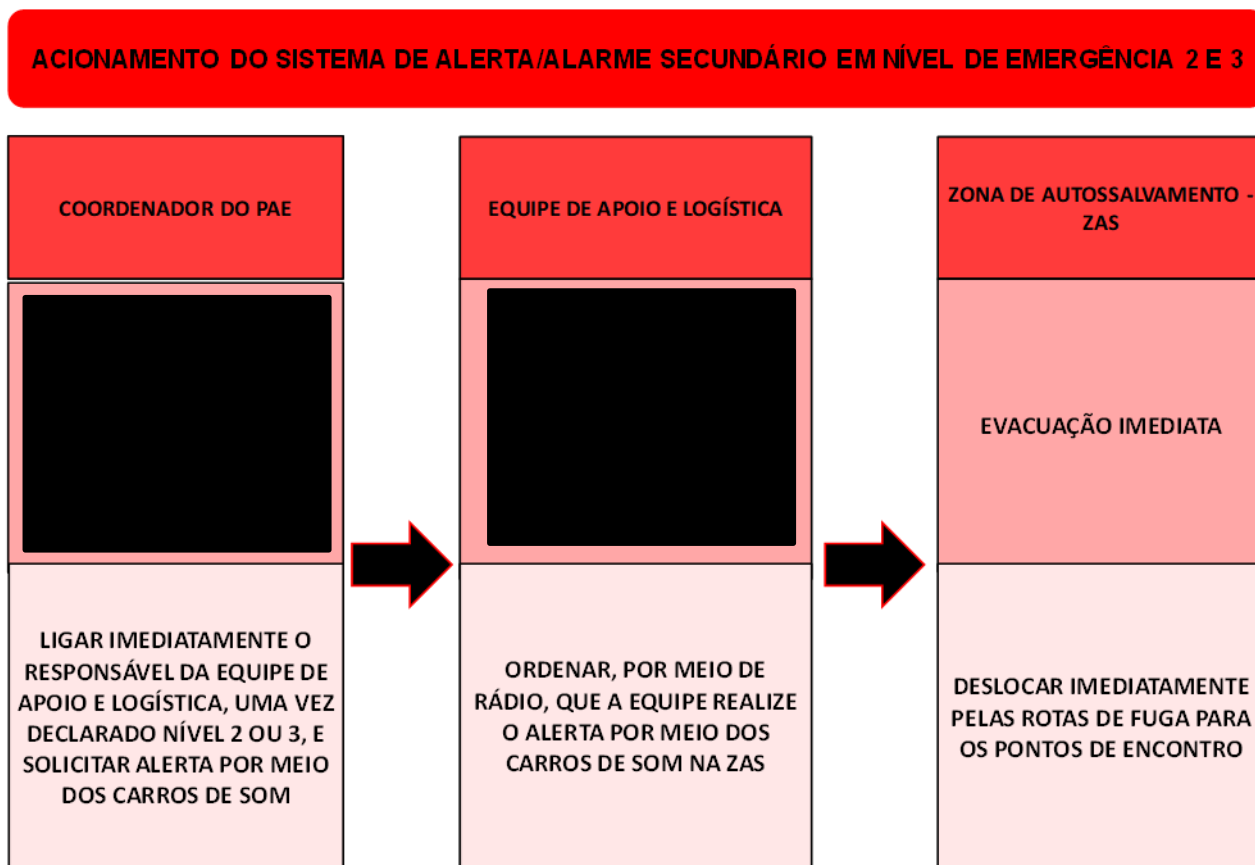 ACIONAMENTO DO SISTEMA DE ALERTA/ALARME SECUNDÁRIO EM NÍVEL DE EMERGÊNCIA 2 E 3
COORDENADOR DO PAE
LIGAR IMEDIATAMENTE O
RESPONSÁVEL DA EQUIPE DE
APOIO E LOGÍSTICA, UMA VEZ
DECLARADO NÍVEL 2 OU 3, E
SOLICITAR ALERTA POR MEIO
DOS CARROS DE SOM
EQUIPE DE APOIO E LOGÍSTICA
ORDENAR, POR MEIO DE
RÁDIO, QUE A EQUIPE REALIZE
O ALERTA POR MEIO DOS
CARROS DE SOM NA ZAS
ZONA DE AUTOSSALVAMENTO -
ZAS
EVACUAÇÃO IMEDIATA
DESLOCAR IMEDIATAMENTE
PELAS ROTAS DE FUGA PARA
OS PONTOS DE ENCONTRO